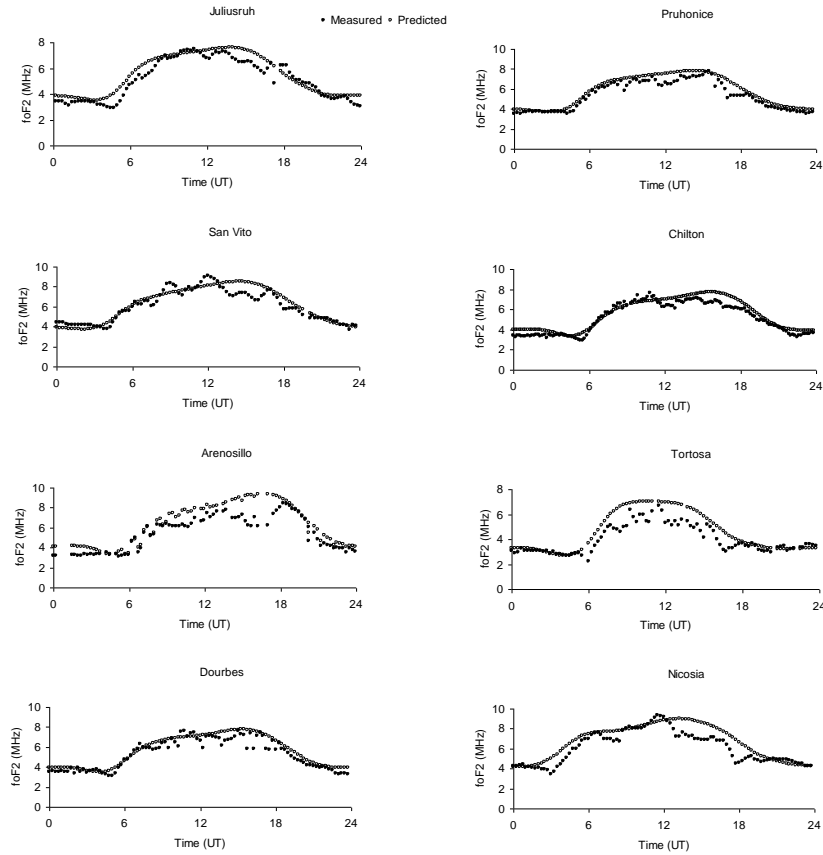 Juliusruh
Measured Predicted
foF2 (MHz)
8
6
4
2
0
0 6 12 18 24
Time (UT)
Pruhonice
foF2 (MHz)
10
8
6
4
2
0
0 6 12 18 24
Time (UT)
San Vito
foF2 (MHz)
10
8
6
4
2
0
0 6 12 18 24
Time (UT)
Chilton
foF2 (MHz)
10
8
6
4
2
0
0 6 12 18 24
Time (UT)
Arenosillo
foF2 (MHz)
10
8
6
4
2
0
0 6 12 18 24
Time (UT)
Tortosa
foF2 (MHz)
8
6
4
2
0
0 6 12 18 24
Time (UT)
Dourbes
foF2 (MHz)
10
8
6
4
2
0
0 6 12 18 24
Time (UT)
Nicosia
foF2 (MHz)
10
8
6
4
2
0
0 6 12 18 24
Time (UT)